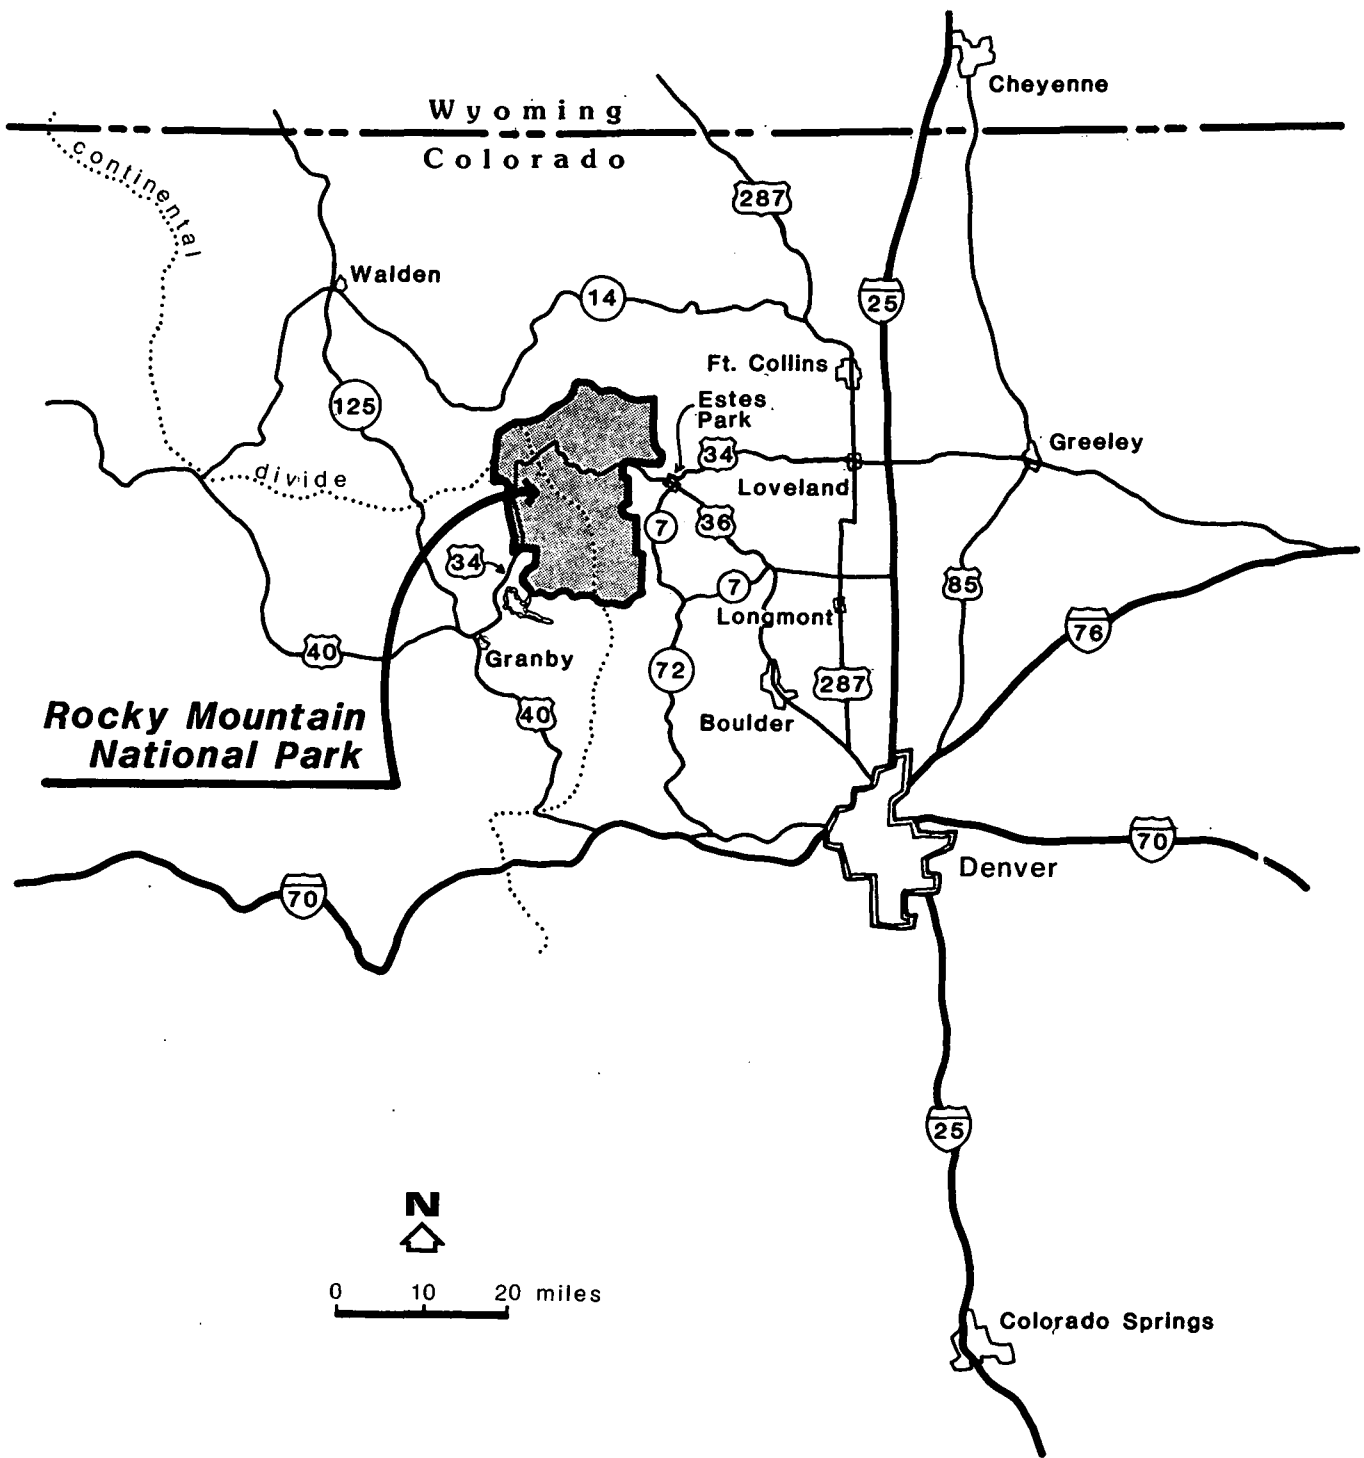 Cheyenne
Wyoming
Colorado
continental
287
Walden
14
25
Ft. Collins
125
Estes
Park
Greeley
34
divide
Loveland
36
7
34
7
85
Longmont
76
40
Granby
72
287
40
Boulder
Rocky Mountain
National Park
70
Denver
70
25
N
0 10 20 miles
Colorado Springs